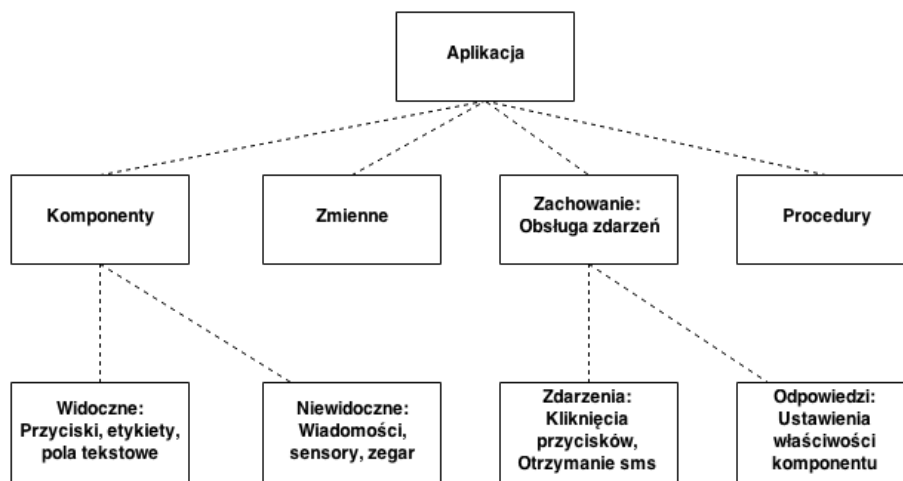 Aplikacja
Komponenty
Zmienne
Zachowanie:
Obsługa zdarzeń
Procedury
Widoczne:
Przyciski, etykiety,
pola tekstowe
Niewidoczne:
Wiadomości,
sensory, zegar
Zdarzenia:
Kliknięcia
przycisków,
Otrzymanie sms
Odpowiedzi:
Ustawienia
właściwości
komponentu